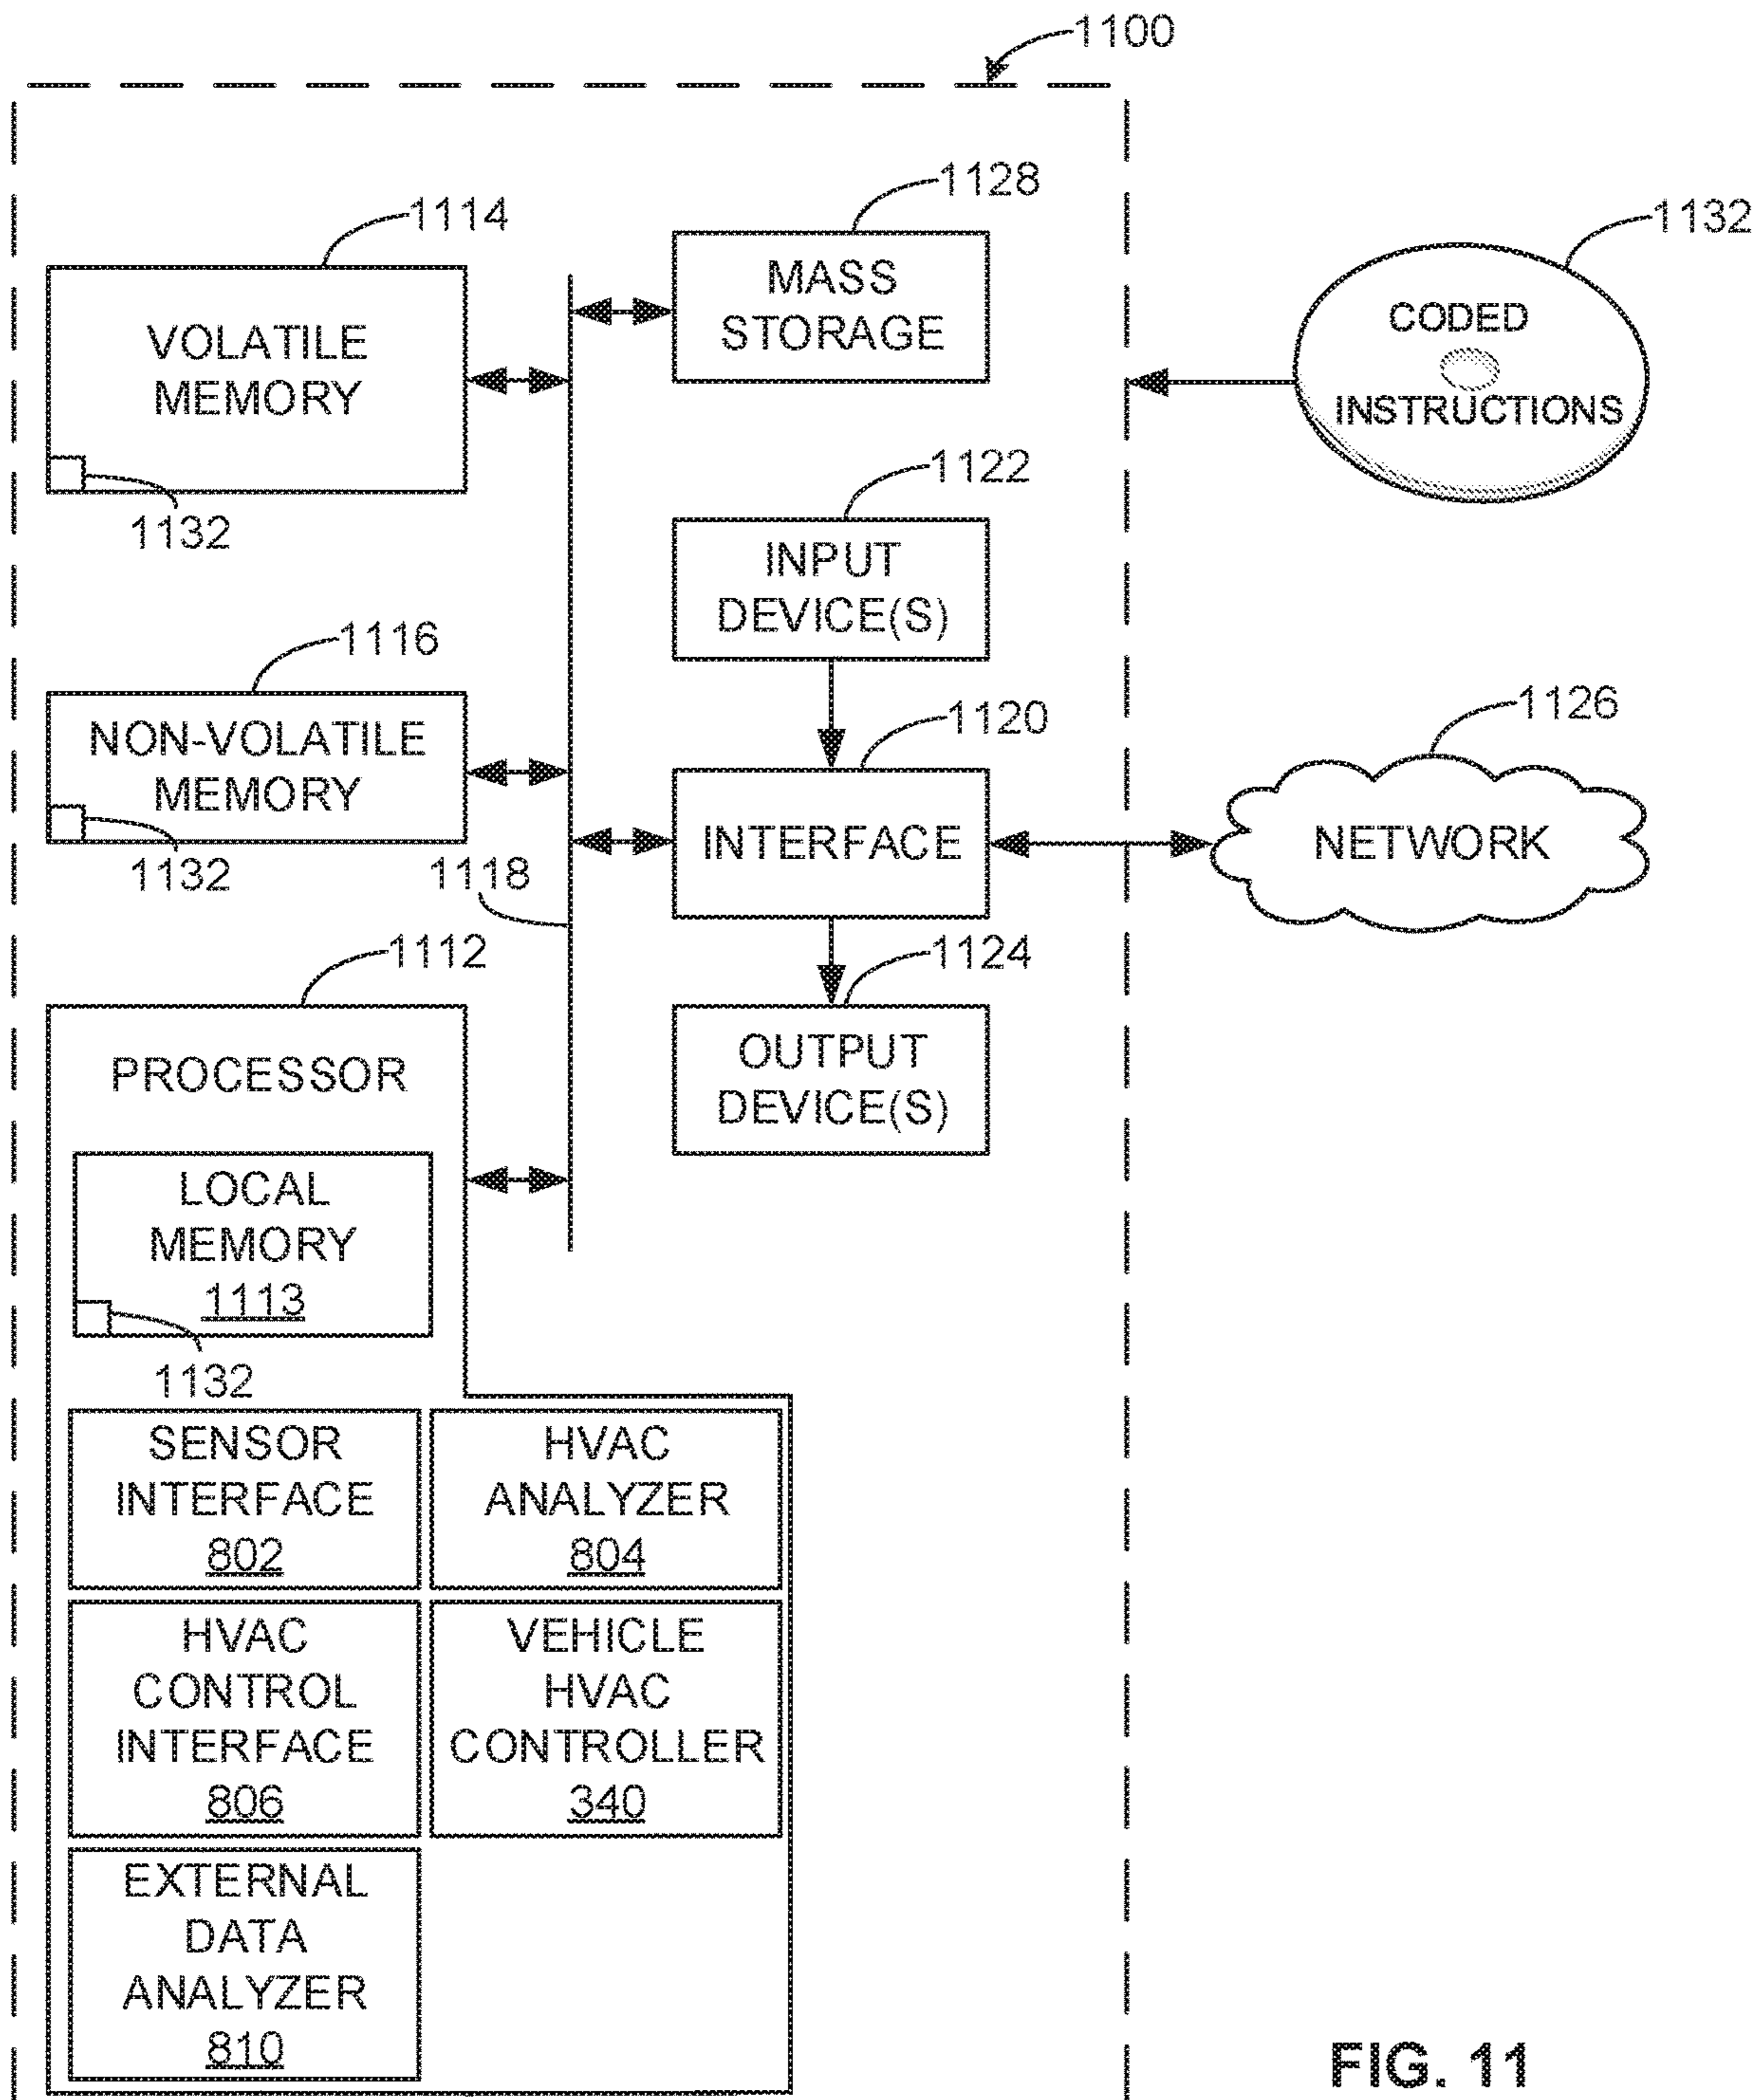 1100
1128
1114
1132
MASS
STORAGE
VOLATILE
MEMORY
CODED
INSTRUCTIONS
1132
1122
INPUT
DEVICE(S)
1116
1120
1126
NON-VOLATILE
MEMORY
INTERFACE
NETWORK
1132
1118
1112
1124
PROCESSOR
OUTPUT
DEVICE(S)
LOCAL
MEMORY
1113
1132
SENSOR
INTERFACE
802
HVAC
ANALYZER
804
HVAC
CONTROL
INTERFACE
806
VEHICLE
HVAC
CONTROLLER
340
EXTERNAL
DATA
ANALYZER
810
FIG. 11